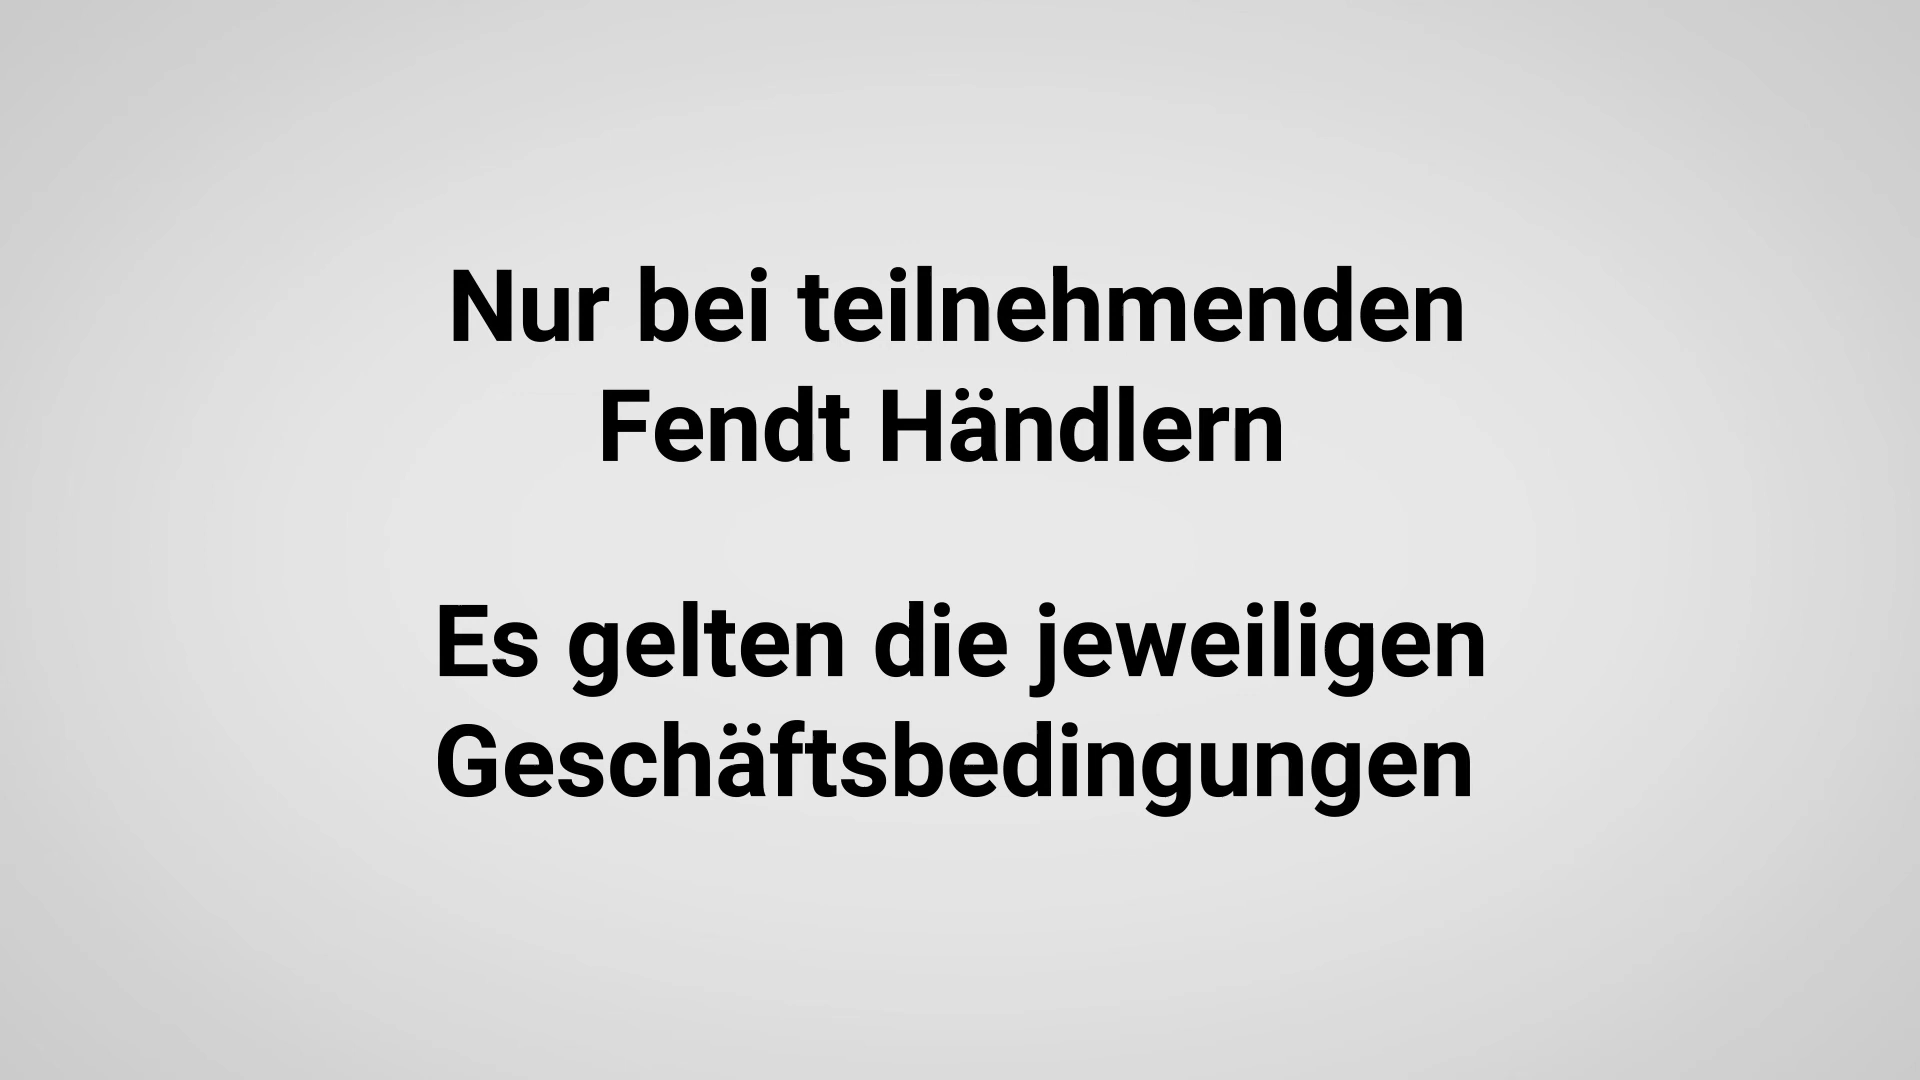 Nur bei teilnehmenden
Fendt Händlern
Es gelten die jeweiligen
Geschäftsbedingungen